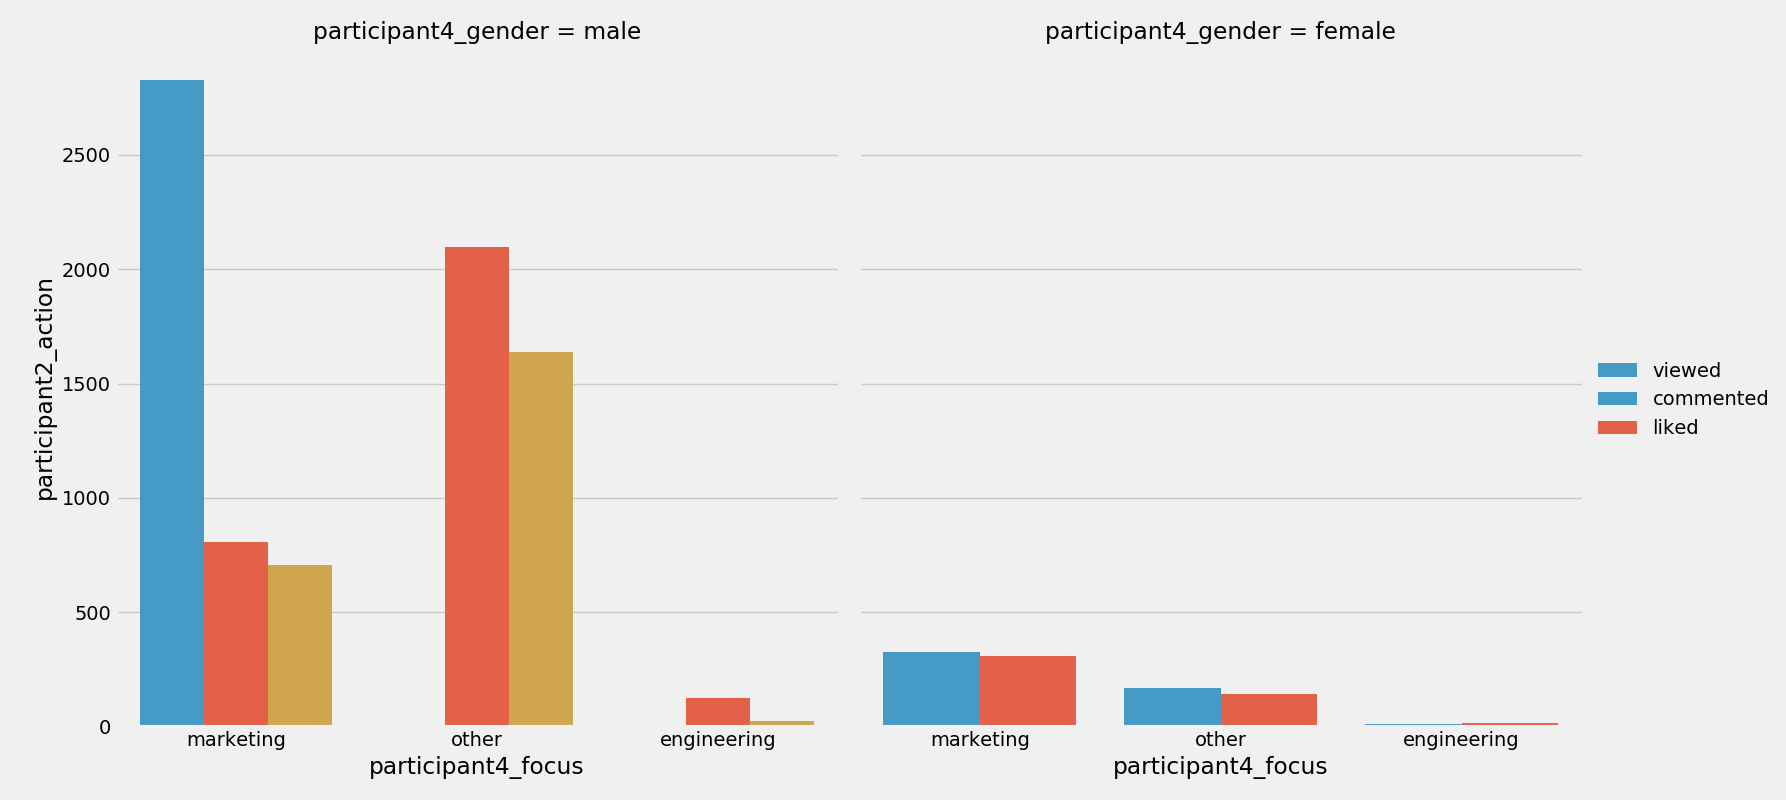 participant4_gender = male
participant4_gender = female
participant2_action
2500
2000
1500
1000
500
0
marketing
other
engineering
participant4_focus
marketing
other
engineering
participant4_focus
viewed
commented
liked